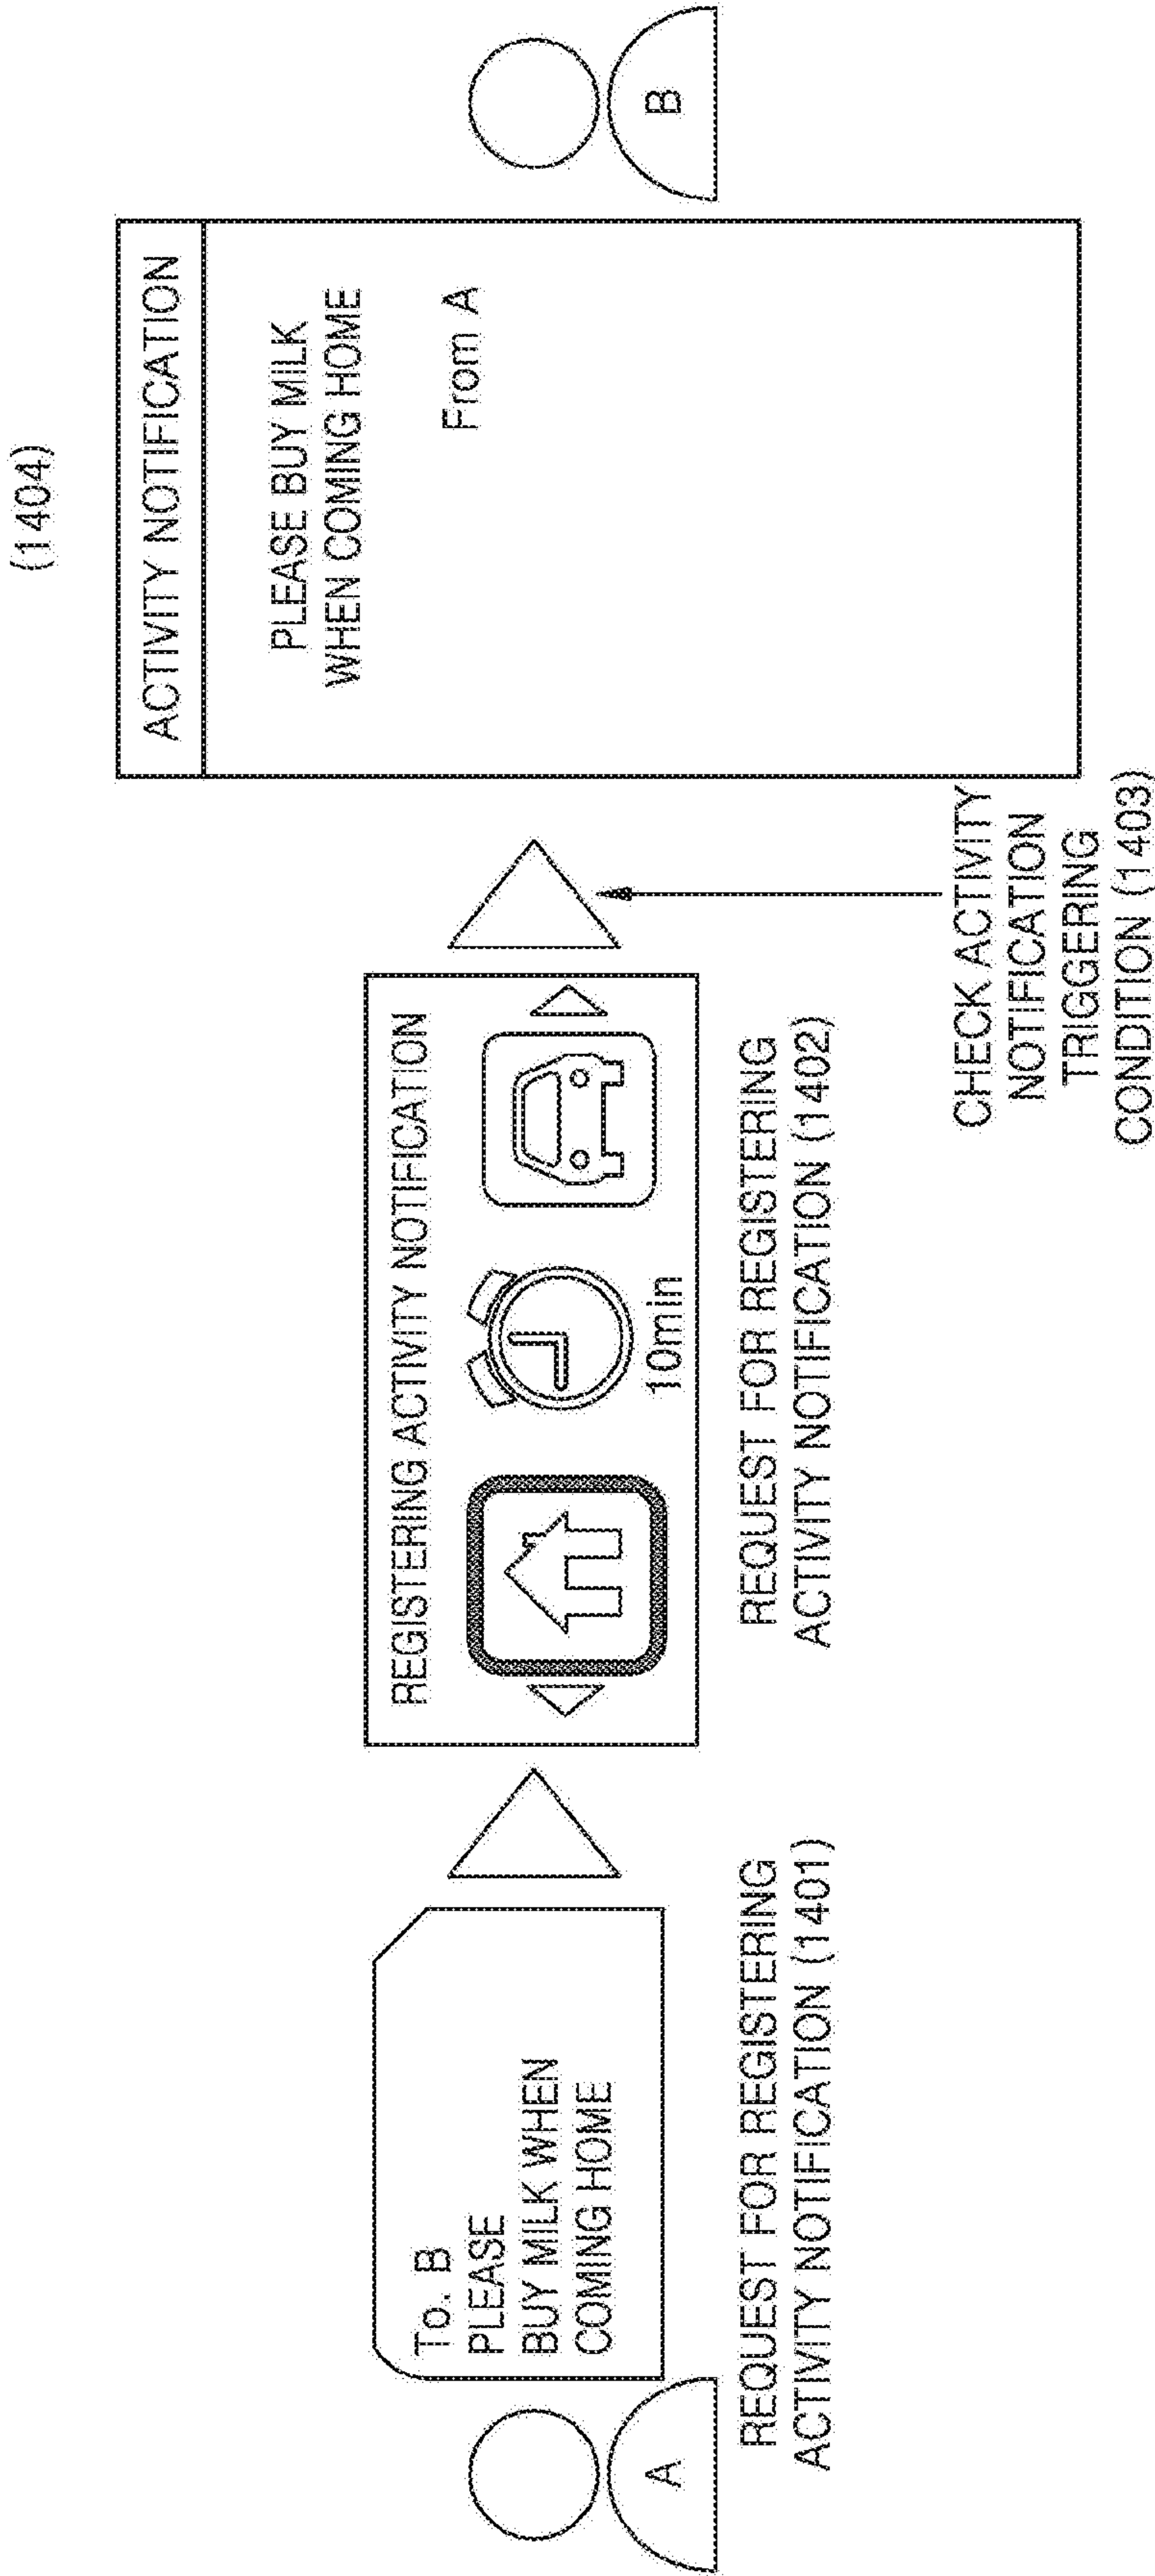 To. B
PLEASE
BUY MILK WHEN
COMING HOME
A
REQUEST FOR REGISTERING
ACTIVITY NOTIFICATION (1401)
REGISTERING ACTIVITY NOTIFICATION
10min
REQUEST FOR REGISTERING
ACTIVITY NOTIFICATION (1402)
CHECK ACTIVITY
NOTIFICATION
TRIGGERING
CONDITION (1403)
(1404)
ACTIVITY NOTIFICATION
PLEASE BUY MILK
WHEN COMING HOME
From A
B